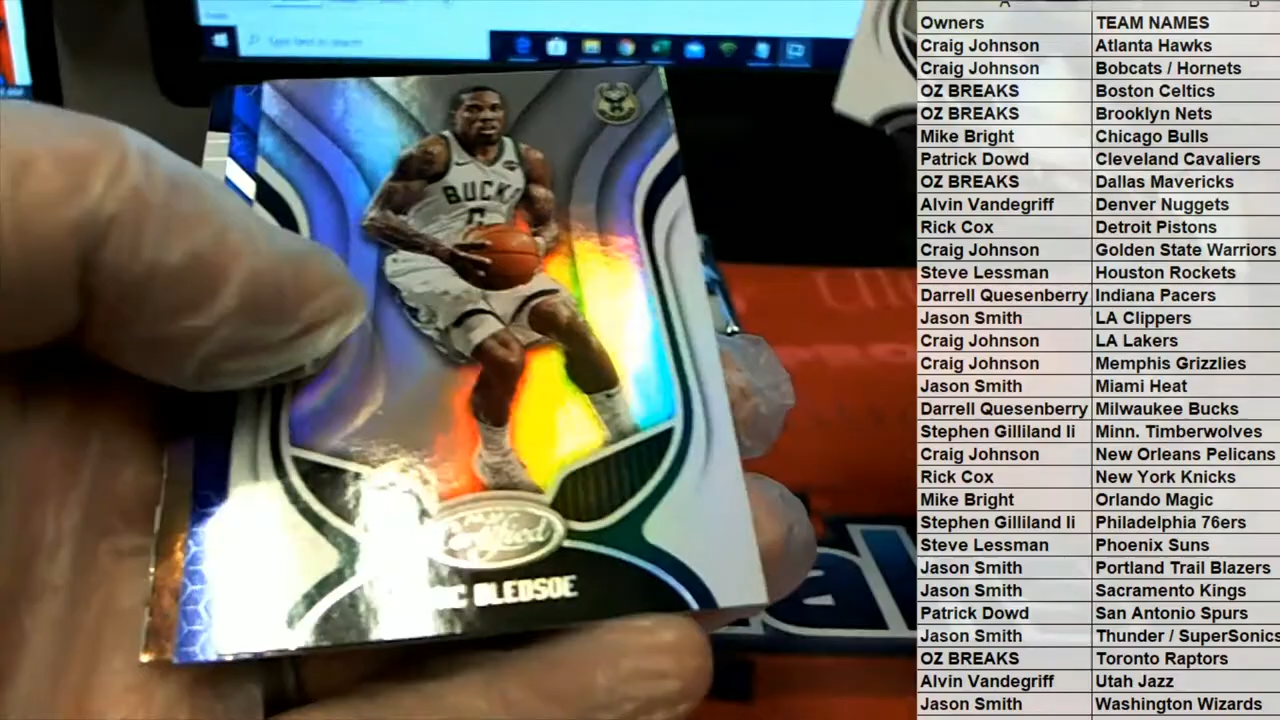 Type here to search
BUCKS
Certified
BLEDSOE
Owners TEAM NAMES
Craig Johnson Atlanta Hawks
Craig Johnson Bobcats / Hornets
OZ BREAKS Boston Celtics
OZ BREAKS Brooklyn Nets
Mike Bright Chicago Bulls
Patrick Dowd Cleveland Cavaliers
OZ BREAKS Dallas Mavericks
Alvin Vandegriff Denver Nuggets
Rick Cox Detroit Pistons
Craig Johnson Golden State Warriors
Steve Lessman Houston Rockets
Darrell Quesenberry Indiana Pacers
Jason Smith LA Clippers
Craig Johnson LA Lakers
Craig Johnson Memphis Grizzlies
Jason Smith Miami Heat
Darrell Quesenberry Milwaukee Bucks
Stephen Gilliland Ii Minn. Timberwolves
Craig Johnson New Orleans Pelicans
Rick Cox New York Knicks
Mike Bright Orlando Magic
Stephen Gilliland Ii Philadelphia 76ers
Steve Lessman Phoenix Suns
Jason Smith Portland Trail Blazers
Jason Smith Sacramento Kings
Patrick Dowd San Antonio Spurs
Jason Smith Thunder / SuperSonics
OZ BREAKS Toronto Raptors
Alvin Vandegriff Utah Jazz
Jason Smith Washington Wizards